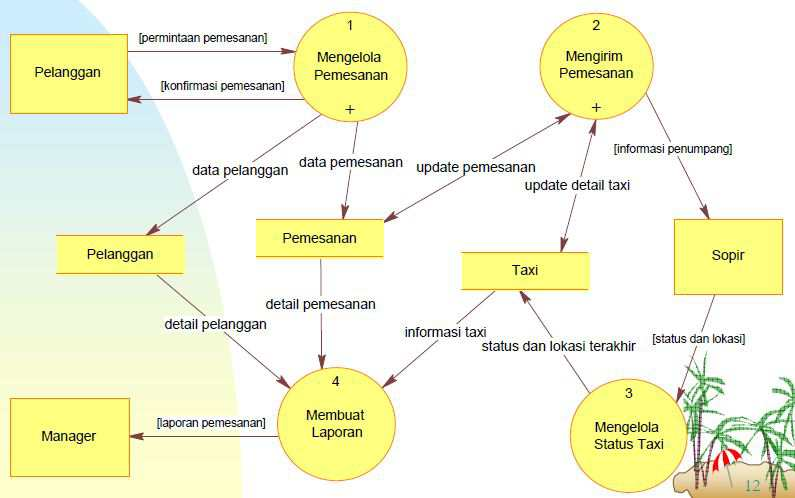 [permintaan pemesanan]
1
2
Pelanggan
Mengelola
Pemesanan
+
Mengirim
Pemesanan
+
[konfirmasi pemesanan]
[informasi penumpang]
data pelanggan
data pemesanan
update pemesanan
update detail taxi
Pelanggan
Pemesanan
Taxi
Sopir
detail pemesanan
detail pelanggan
informasi taxi
status dan lokasi terakhir
[status dan lokasi]
4
Membuat
Laporan
3
Mengelola
Status Taxi
[laporan pemesanan]
Manager
12